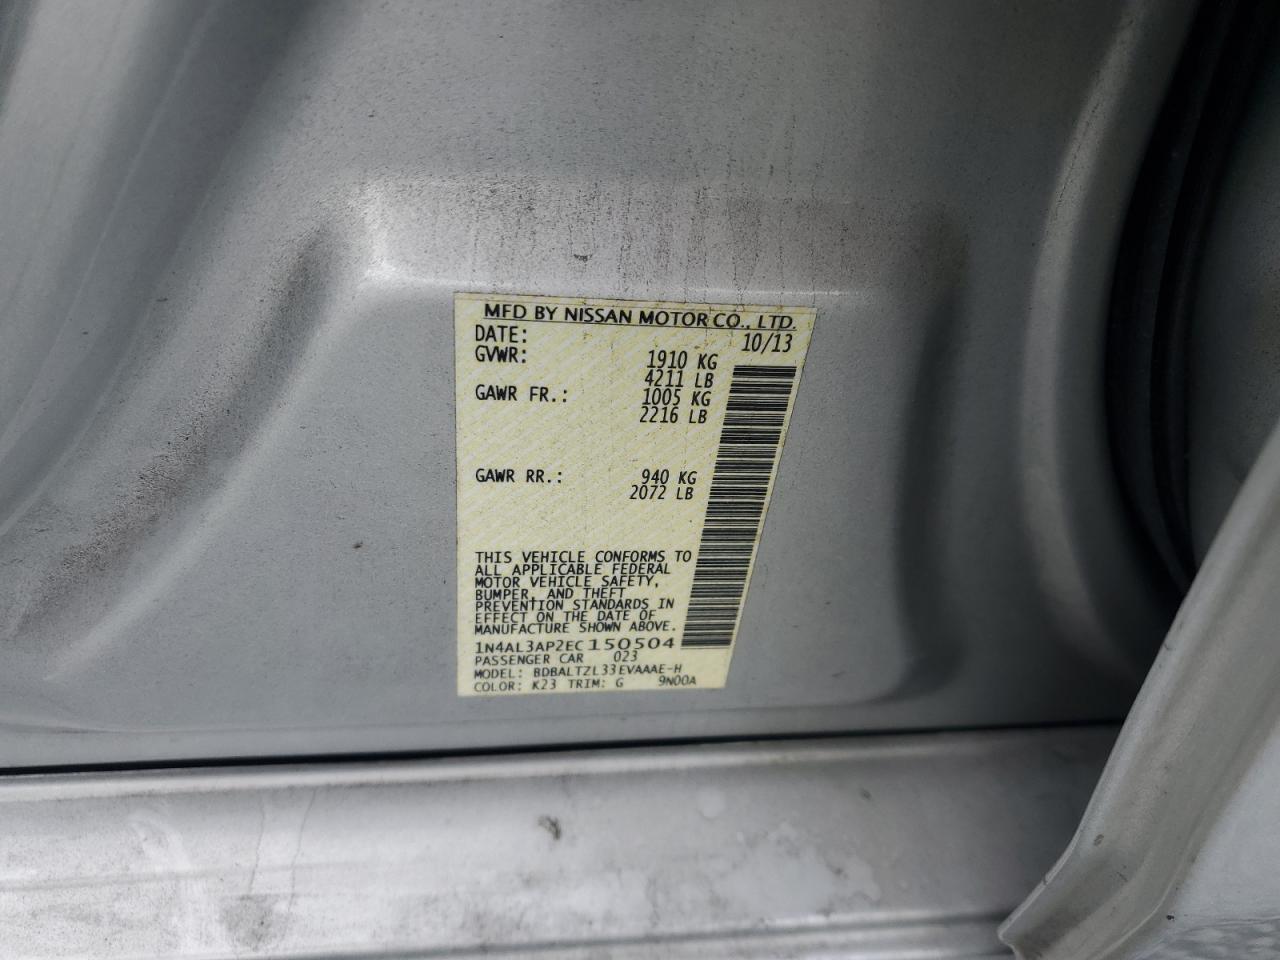 MFD BY NISSAN MOTOR CO., LTD.
DATE: 10/13
GVWR: 1910 KG
4211 LB
GAWR FR.: 1005 KG
2216 LB
GAWR RR.: 940 KG
2072 LB
THIS VEHICLE CONFORMS TO
ALL APPLICABLE FEDERAL
MOTOR VEHICLE SAFETY,
BUMPER, AND THEFT
PREVENTION STANDARDS IN
EFFECT ON THE DATE OF
MANUFACTURE SHOWN ABOVE.
1N4AL3AP2EC150504
PASSENGER CAR 023
MODEL: BDBALTZL33EVAAAE-H
COLOR: K23 TRIM: G 9N00A